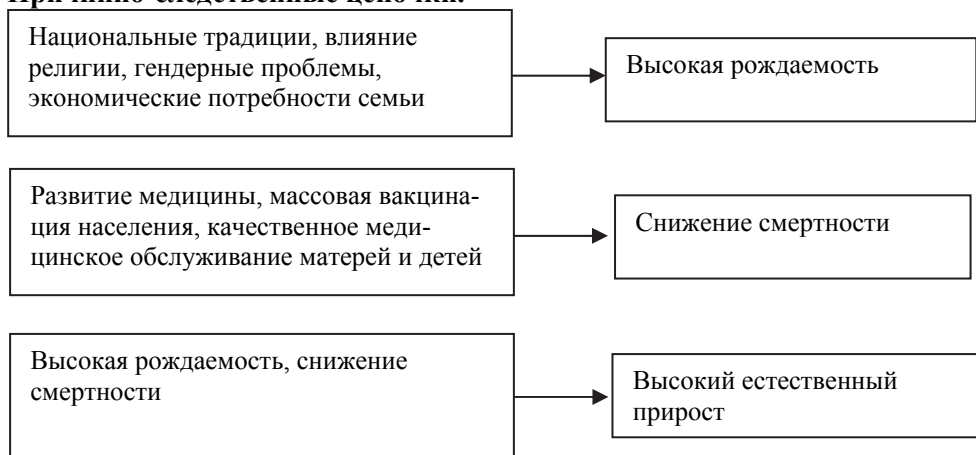 Причинно-следственные цепочки:
Национальные традиции, влияние
религии, гендерные проблемы,
экономические потребности семьи
Высокая рождаемость
Развитие медицины, массовая вакцина-
ция населения, качественное меди-
цинское обслуживание матерей и детей
Снижение смертности
Высокая рождаемость, снижение
смертности
Высокий естественный
прирост